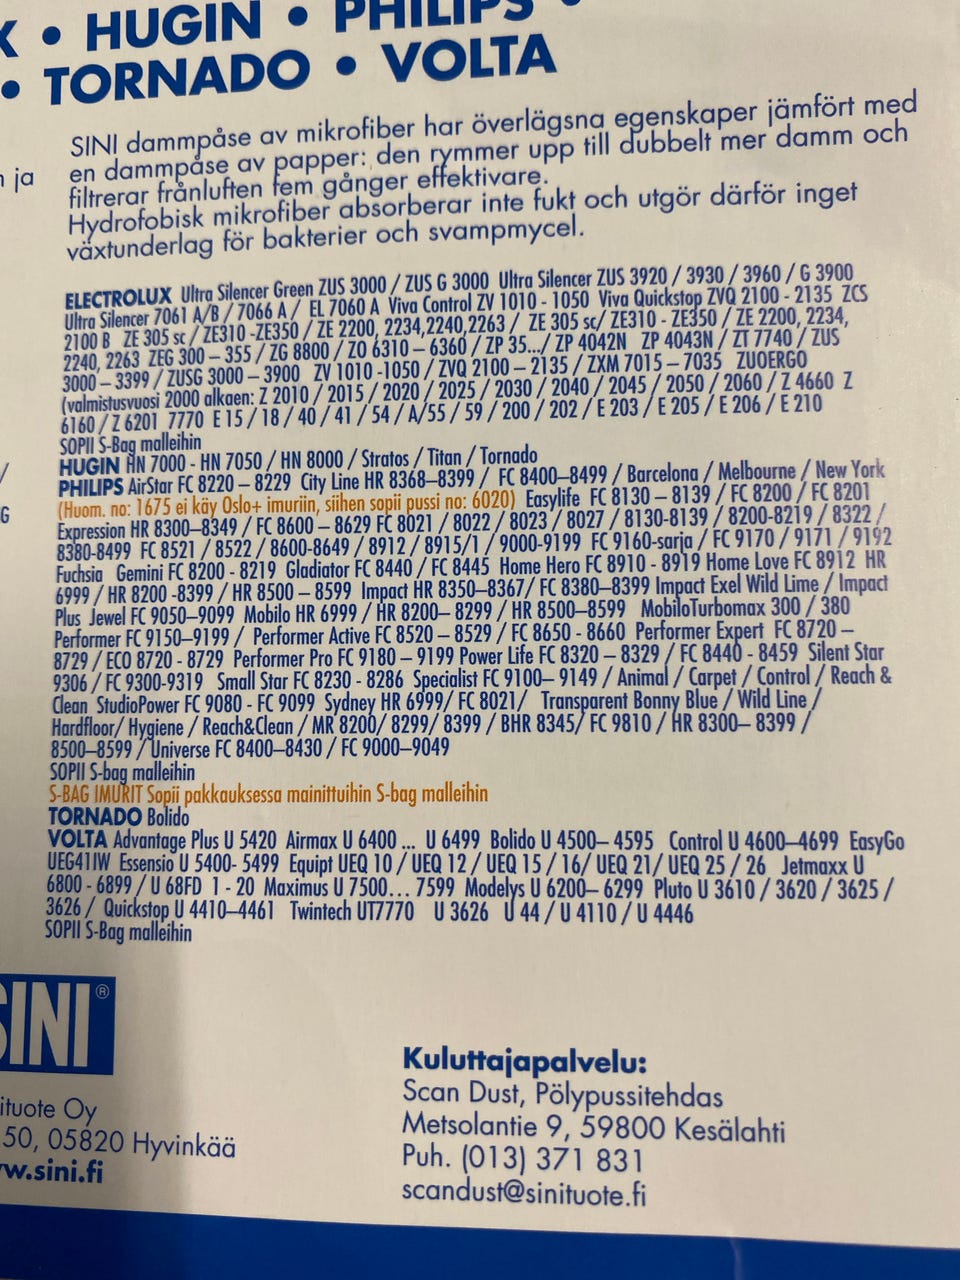 • HUGIN • PHILIPS •
• TORNADO • VOLTA
SINI dammpåse av mikrofiber har överlägsna egenskaper jämfört med
en dammpåse av papper: den rymmer upp till dubbelt mer damm och
filtrerar frånluften fem gånger effektivare.
Hydrofobisk mikrofiber absorberar inte fukt och utgör därför inget
växtunderlag för bakterier och svampmycel.
ja
ELECTROLUX Ultra Silencer Green ZUS 3000 / ZUS G 3000 Ultra Silencer ZUS 3920 / 3930 / 3960 / G 3900
Ultra Silencer 7061 A/B / 7066 A / EL 7060 A Viva Control ZV 1010 - 1050 Viva Quickstop ZVQ 2100 - 2135 ZCS
2100 B ZE 305 sc / ZE310 -ZE350 / ZE 2200, 2234,2240,2263 / ZE 305 sc/ ZE310 - ZE350 / ZE 2200, 2234,
2240, 2263 ZEG 300 – 355 / ZG 8800 / ZO 6310 – 6360 / ZP 35.../ ZP 4042N ZP 4043N / ZT 7740 / ZUS
3000 – 3399 / ZUSG 3000 – 3900 ZV 1010 -1050 / ZVQ 2100 – 2135 / ZXM 7015 – 7035 ZUOERGO
(valmistusvuosi 2000 alkaen: Z 2010 / 2015 / 2020 / 2025 / 2030 / 2040 / 2045 / 2050 / 2060 / Z 4660 Z
6160 / Z 6201 7770 E 15 / 18 / 40 / 41 / 54 / A/55 / 59 / 200 / 202 / E 203 / E 205 / E 206 / E 210
SOPII S-Bag malleihin
HUGIN HN 7000 - HN 7050 / HN 8000 / Stratos / Titan / Tornado
PHILIPS AirStar FC 8220 – 8229 City Line HR 8368–8399 / FC 8400–8499 / Barcelona / Melbourne / New York
(Huom. no: 1675 ei käy Oslo+ imuriin, siihen sopii pussi no: 6020) Easylife FC 8130 – 8139 / FC 8200 / FC 8201
Expression HR 8300–8349 / FC 8600 – 8629 FC 8021 / 8022 / 8023 / 8027 / 8130-8139 / 8200-8219 / 8322 /
8380-8499 FC 8521 / 8522 / 8600-8649 / 8912 / 8915/1 / 9000-9199 FC 9160-sarja / FC 9170 / 9171 / 9192
Fuchsia Gemini FC 8200 - 8219 Gladiator FC 8440 / FC 8445 Home Hero FC 8910 - 8919 Home Love FC 8912 HR
6999 / HR 8200 -8399 / HR 8500 – 8599 Impact HR 8350–8367/ FC 8380–8399 Impact Exel Wild Lime / Impact
Plus Jewel FC 9050–9099 Mobilo HR 6999 / HR 8200– 8299 / HR 8500–8599 MobiloTurbomax 300 / 380
Performer FC 9150–9199 / Performer Active FC 8520 – 8529 / FC 8650 - 8660 Performer Expert FC 8720 –
8729 / ECO 8720 - 8729 Performer Pro FC 9180 – 9199 Power Life FC 8320 – 8329 / FC 8440 - 8459 Silent Star
9306 / FC 9300-9319 Small Star FC 8230 - 8286 Specialist FC 9100– 9149 / Animal / Carpet / Control / Reach &
Clean StudioPower FC 9080 - FC 9099 Sydney HR 6999/ FC 8021/ Transparent Bonny Blue / Wild Line /
Hardfloor/ Hygiene / Reach&Clean / MR 8200/ 8299/ 8399 / BHR 8345/ FC 9810 / HR 8300– 8399 /
8500–8599 / Universe FC 8400–8430 / FC 9000–9049
SOPII S-bag malleihin
S-BAG IMURIT Sopii pakkauksessa mainittuihin S-bag malleihin
TORNADO Bolido
VOLTA Advantage Plus U 5420 Airmax U 6400 ... U 6499 Bolido U 4500– 4595 Control U 4600–4699 EasyGo
UEG41IW Essensio U 5400- 5499 Equipt UEQ 10 / UEQ 12 / UEQ 15 / 16/ UEQ 21/ UEQ 25 / 26 Jetmaxx U
6800 - 6899 / U 68FD 1 - 20 Maximus U 7500... 7599 Modelys U 6200– 6299 Pluto U 3610 / 3620 / 3625 /
3626 / Quickstop U 4410–4461 Twintech UT7770 U 3626 U 44 / U 4110 / U 4446
SOPII S-Bag malleihin
SINI®
ituote Oy
50, 05820 Hyvinkää
w.sini.fi
Kuluttajapalvelu:
Scan Dust, Pölypussitehdas
Metsolantie 9, 59800 Kesälahti
Puh. (013) 371 831
scandust@sinituote.fi